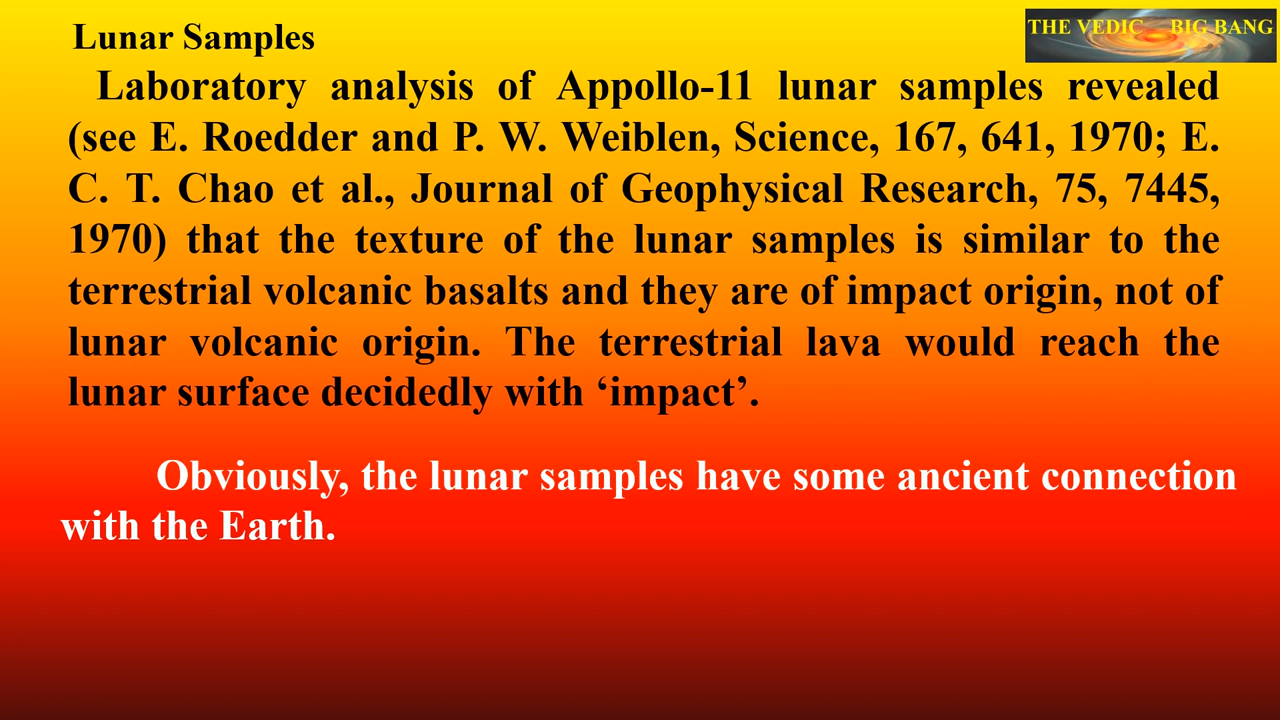 Lunar Samples
THE VEDIC BIG BANG
Laboratory analysis of Appollo-11 lunar samples revealed
(see E. Roedder and P. W. Weiblen, Science, 167, 641, 1970; E.
C. T. Chao et al., Journal of Geophysical Research, 75, 7445,
1970) that the texture of the lunar samples is similar to the
terrestrial volcanic basalts and they are of impact origin, not of
lunar volcanic origin. The terrestrial lava would reach the
lunar surface decidedly with ‘impact’.
Obviously, the lunar samples have some ancient connection
with the Earth.